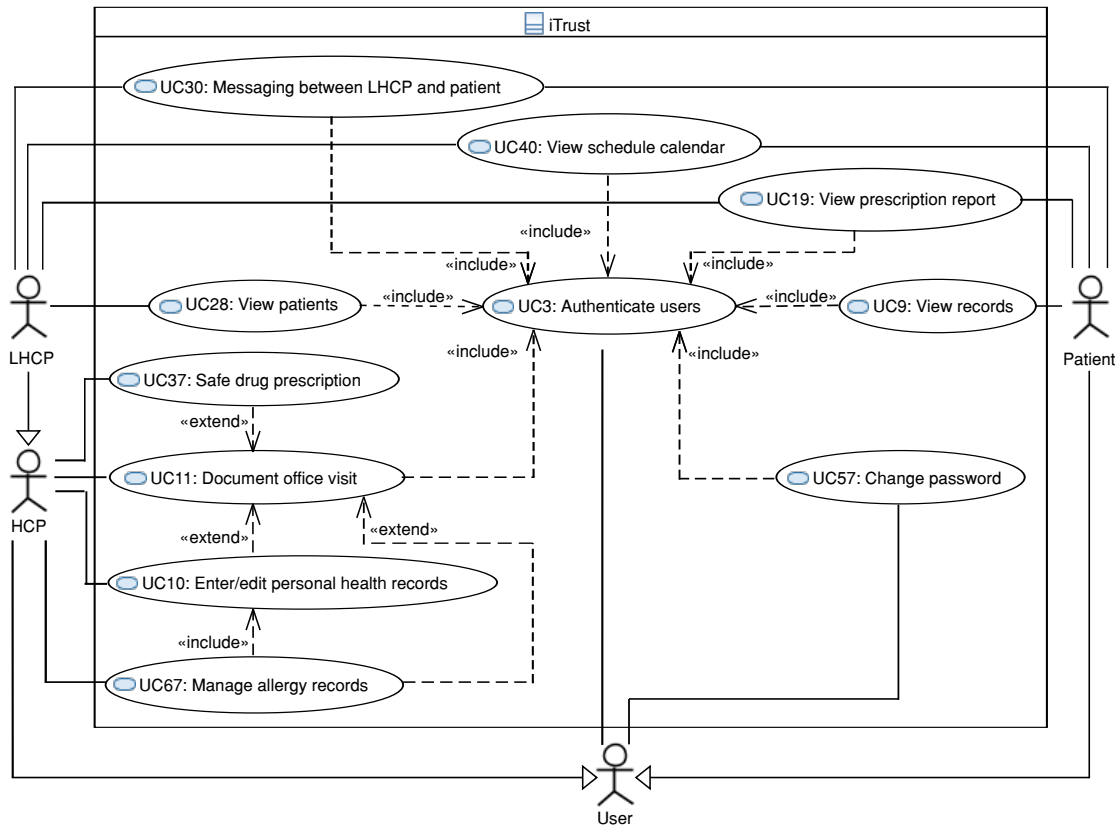 iTrust
UC30: Messaging between LHCP and patient
UC40: View schedule calendar
UC19: View prescription report
«include»
«include»
«include»
UC28: View patients
«include»
UC3: Authenticate users
«include»
UC9: View records
LHCP
Patient
«include»
«include»
UC37: Safe drug prescription
«extend»
UC11: Document office visit
UC57: Change password
HCP
«extend»
«extend»
UC10: Enter/edit personal health records
«include»
UC67: Manage allergy records
User